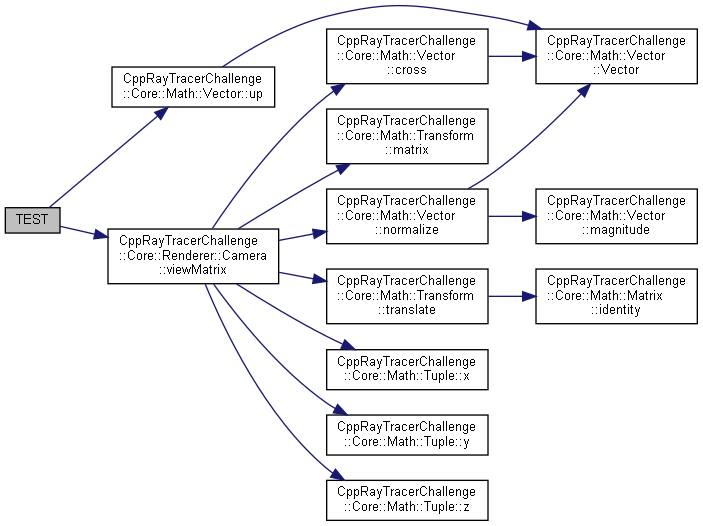 TEST
CppRayTracerChallenge
::Core::Math::Vector::up
CppRayTracerChallenge
::Core::Renderer::Camera
::viewMatrix
CppRayTracerChallenge
::Core::Math::Vector
::cross
CppRayTracerChallenge
::Core::Math::Transform
::matrix
CppRayTracerChallenge
::Core::Math::Vector
::normalize
CppRayTracerChallenge
::Core::Math::Transform
::translate
CppRayTracerChallenge
::Core::Math::Tuple::x
CppRayTracerChallenge
::Core::Math::Tuple::y
CppRayTracerChallenge
::Core::Math::Tuple::z
CppRayTracerChallenge
::Core::Math::Vector
::Vector
CppRayTracerChallenge
::Core::Math::Vector
::magnitude
CppRayTracerChallenge
::Core::Math::Matrix
::identity